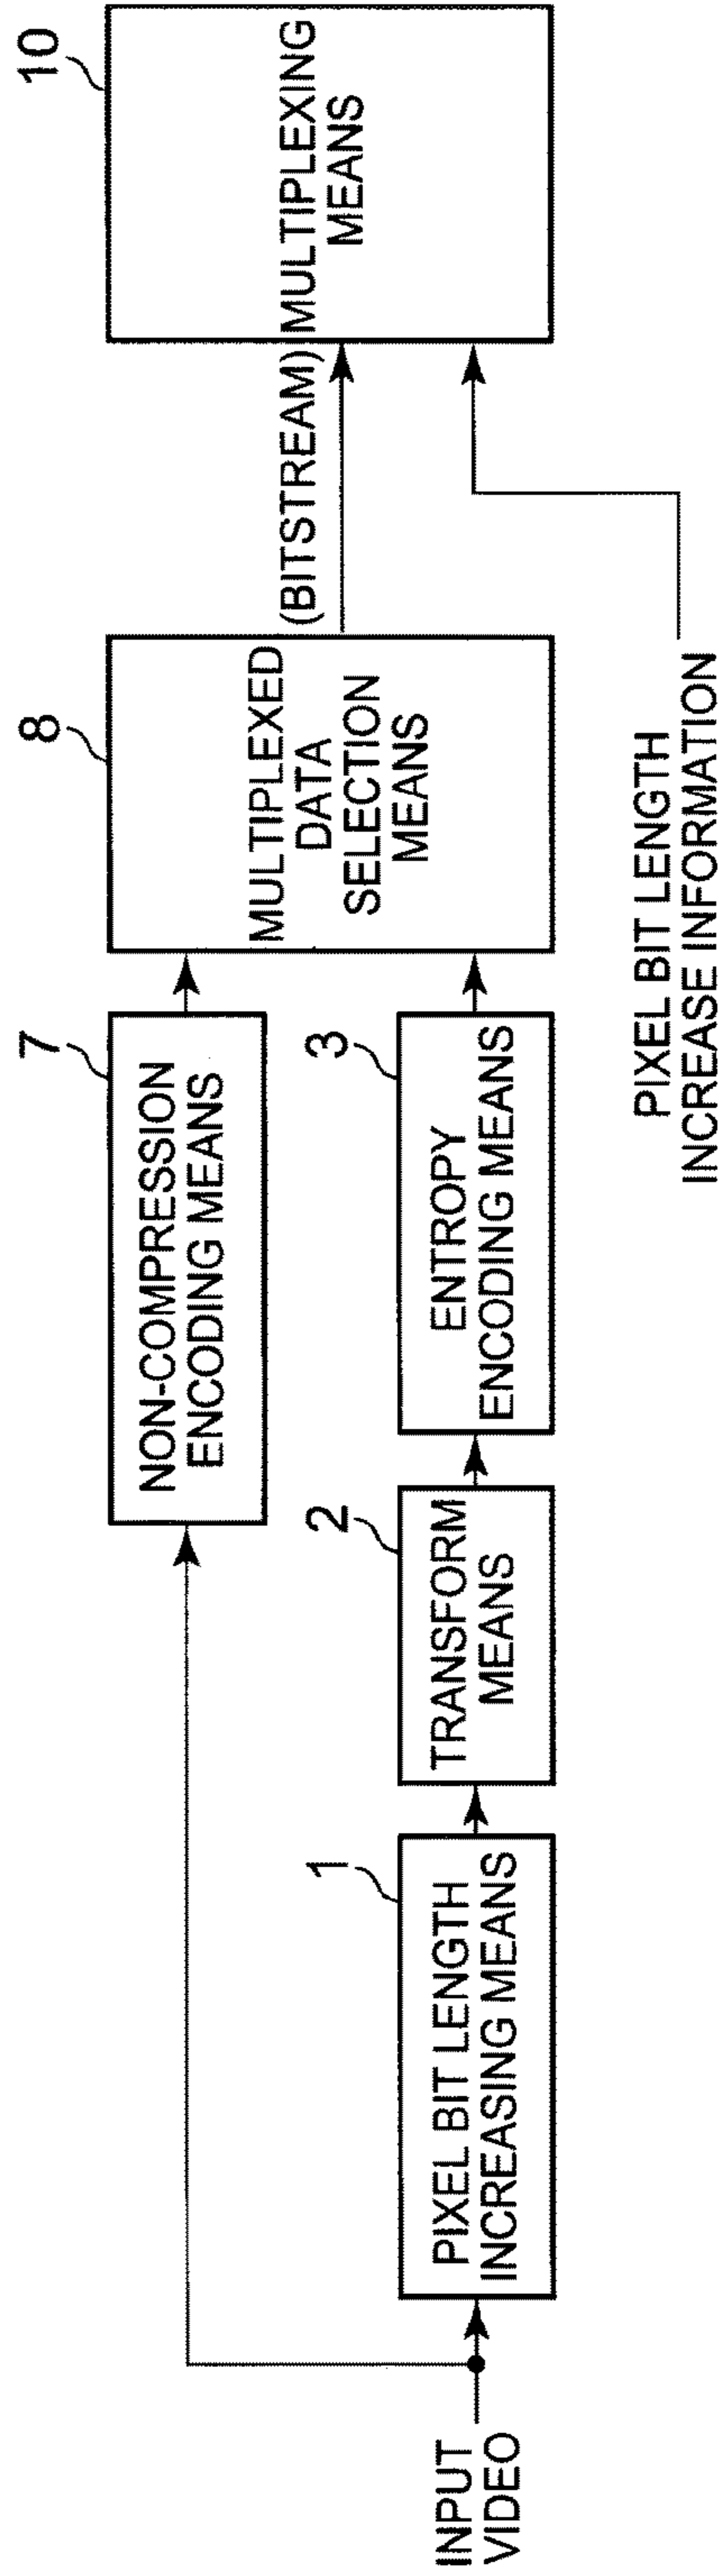 INPUT
VIDEO
1
PIXEL BIT LENGTH
INCREASING MEANS
2
TRANSFORM
MEANS
3
ENTROPY
ENCODING MEANS
7
NON-COMPRESSION
ENCODING MEANS
8
MULTIPLEXED
DATA
SELECTION
MEANS
(BITSTREAM)
10
MULTIPLEXING
MEANS
PIXEL BIT LENGTH
INCREASE INFORMATION